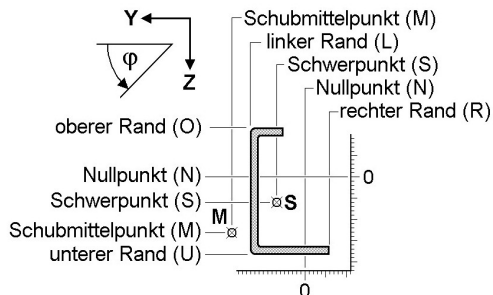 Y
Z
φ
Schubmittelpunkt (M)
linker Rand (L)
Schwerpunkt (S)
Nullpunkt (N)
rechter Rand (R)
oberer Rand (O)
Nullpunkt (N)
0
Schwerpunkt (S)
S
M
Schubmittelpunkt (M)
unterer Rand (U)
0